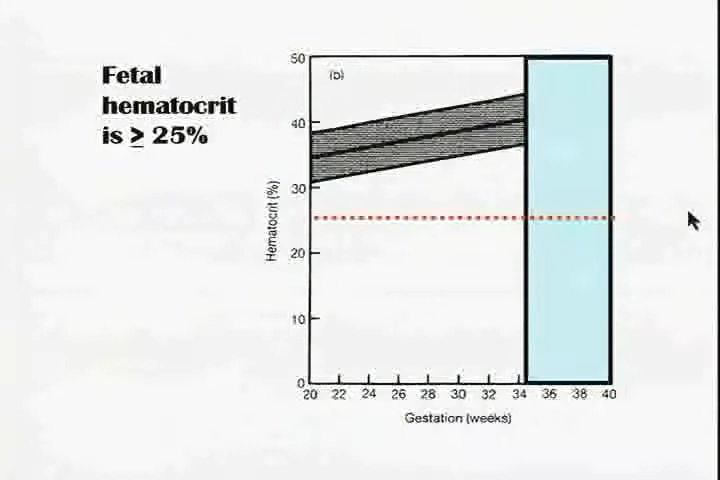 Fetal
hematocrit
is ≥ 25%
(b)
50
40
30
20
10
0
Hematocrit (%)
20 22 24 26 28 30 32 34 36 38 40
Gestation (weeks)